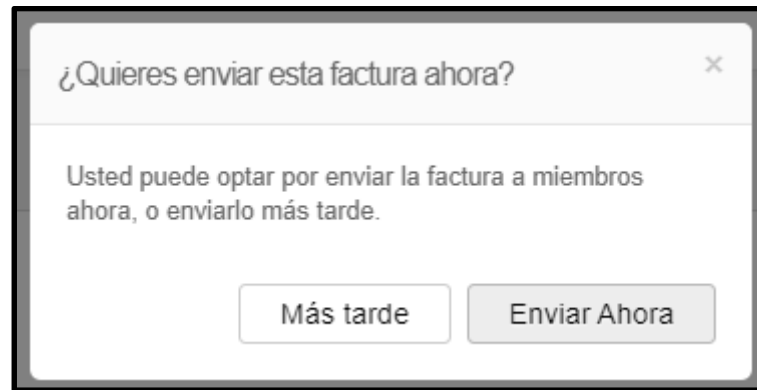 ¿Quieres enviar esta factura ahora?
×
Usted puede optar por enviar la factura a miembros
ahora, o enviarlo más tarde.
Más tarde
Enviar Ahora